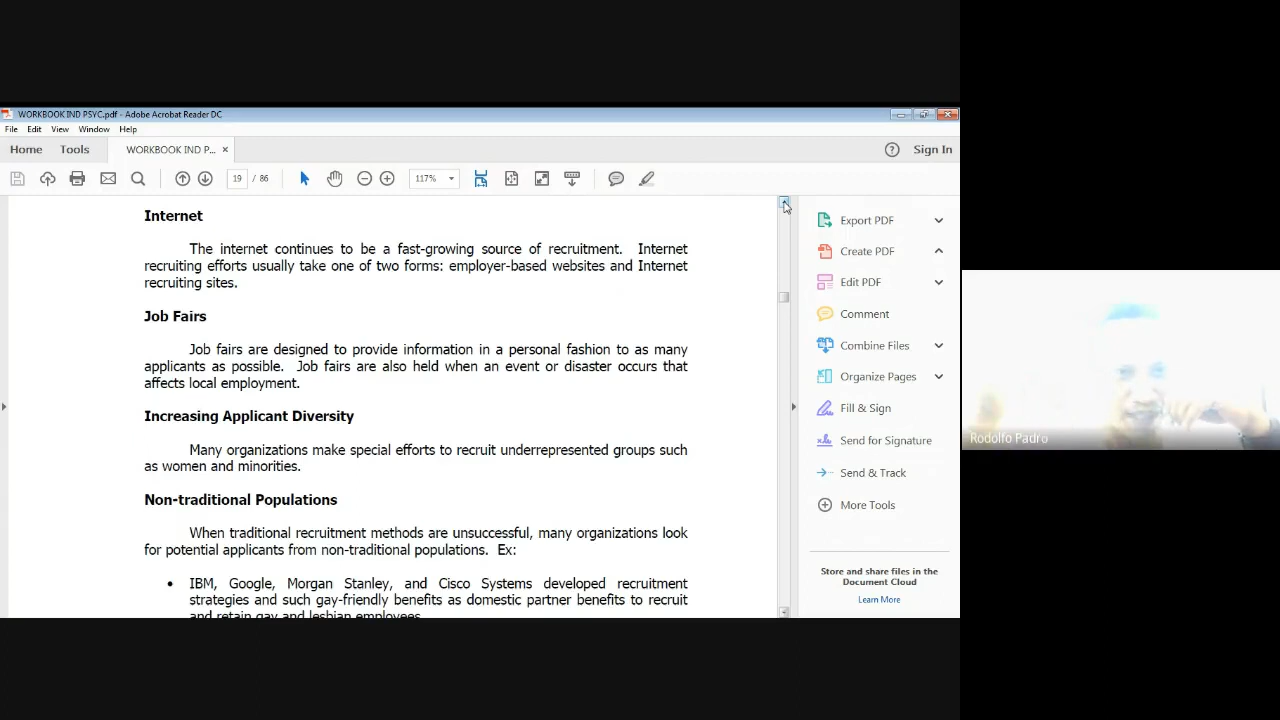 WORKBOOK IND PSYC.pdf - Adobe Acrobat Reader DC
File Edit View Window Help
Home Tools WORKBOOK IND P... × Sign In
19 / 86 117%
Internet
The internet continues to be a fast-growing source of recruitment. Internet
recruiting efforts usually take one of two forms: employer-based websites and Internet
recruiting sites.
Job Fairs
Job fairs are designed to provide information in a personal fashion to as many
applicants as possible. Job fairs are also held when an event or disaster occurs that
affects local employment.
Increasing Applicant Diversity
Many organizations make special efforts to recruit underrepresented groups such
as women and minorities.
Non-traditional Populations
When traditional recruitment methods are unsuccessful, many organizations look
for potential applicants from non-traditional populations. Ex:
• IBM, Google, Morgan Stanley, and Cisco Systems developed recruitment
strategies and such gay-friendly benefits as domestic partner benefits to recruit
and retain gay and lesbian employees.
Export PDF
Create PDF
Edit PDF
Comment
Combine Files
Organize Pages
Fill & Sign
Send for Signature
Send & Track
More Tools
Store and share files in the
Document Cloud
Learn More
Rodolfo Padro